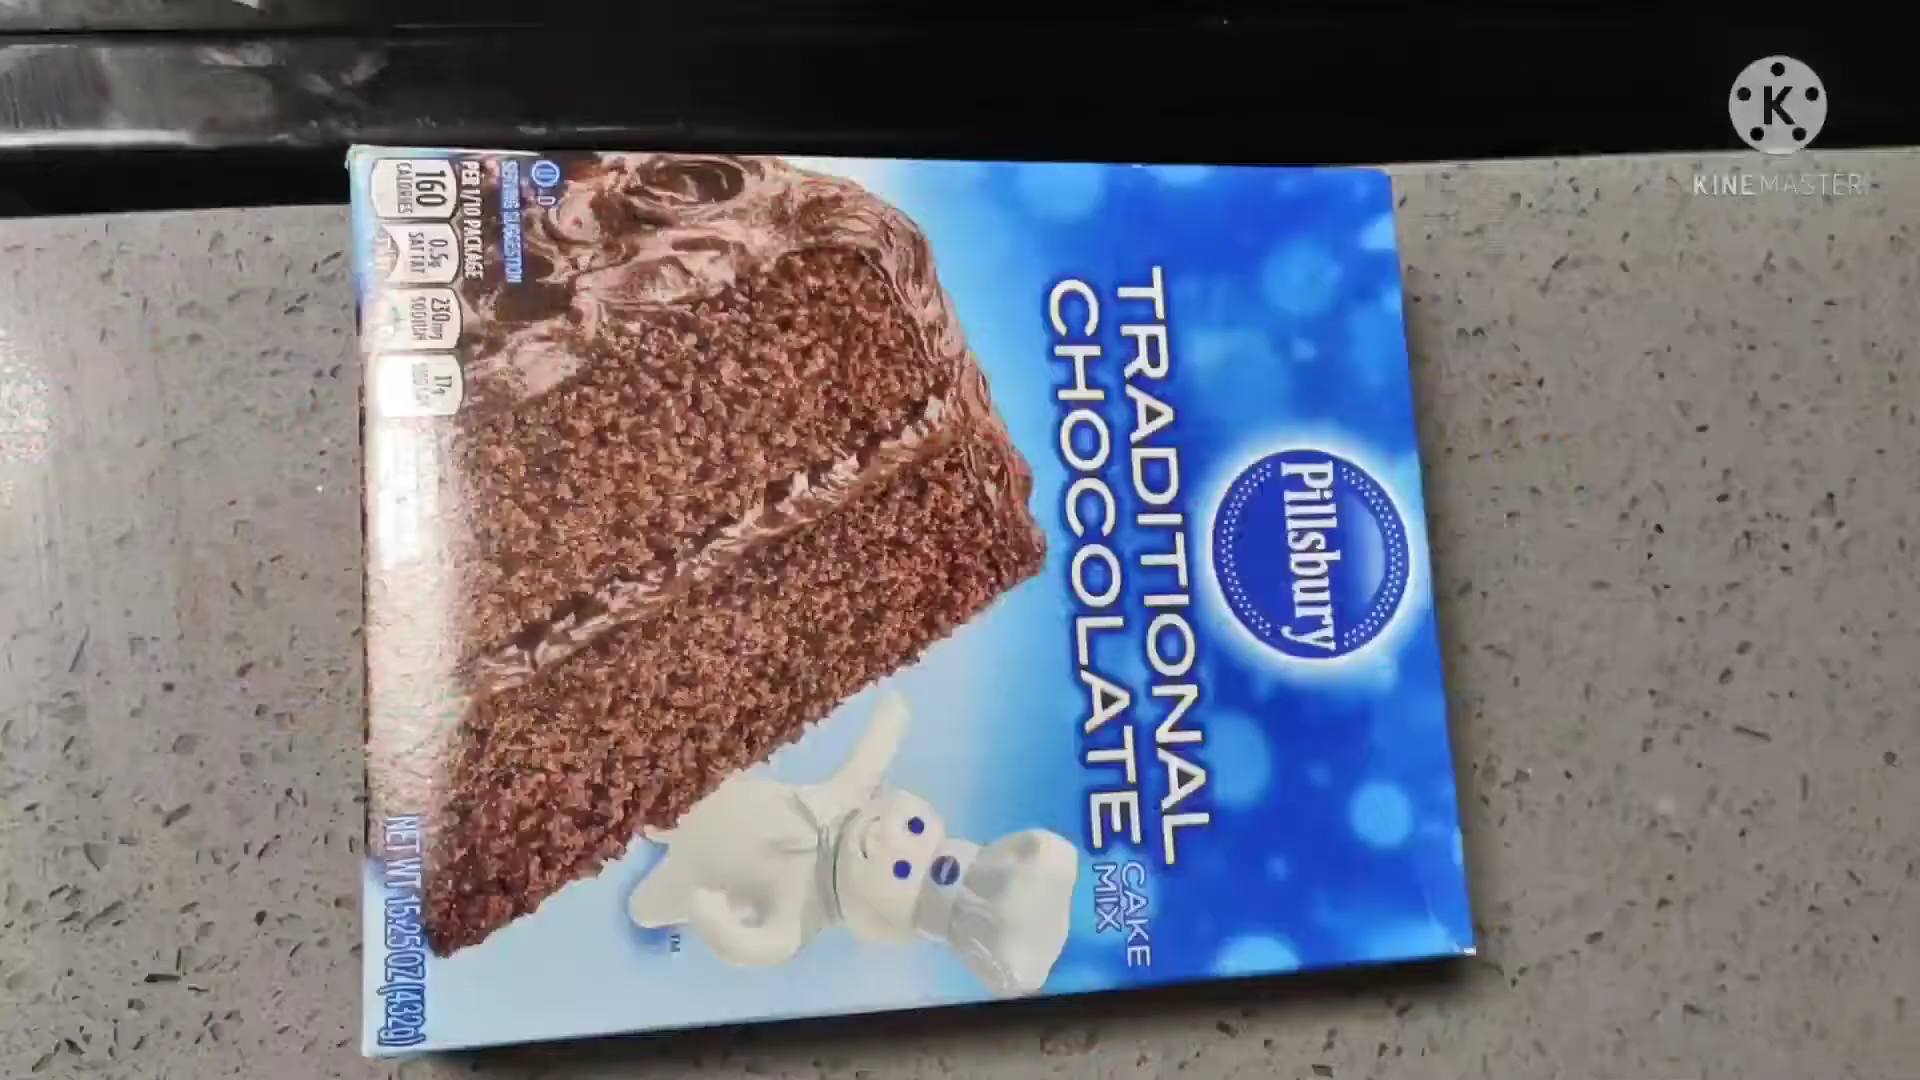 Pillsbury
TRADITIONAL
CHOCOLATE
CAKE
MIX
U-D
SERVING SUGGESTION
PER 1/10 PACKAGE
160
CALORIES
0.5g
SAT FAT
230mg
SODIUM
17g
NET WT 15.25 OZ (432g)
TM
K
KINEMASTER